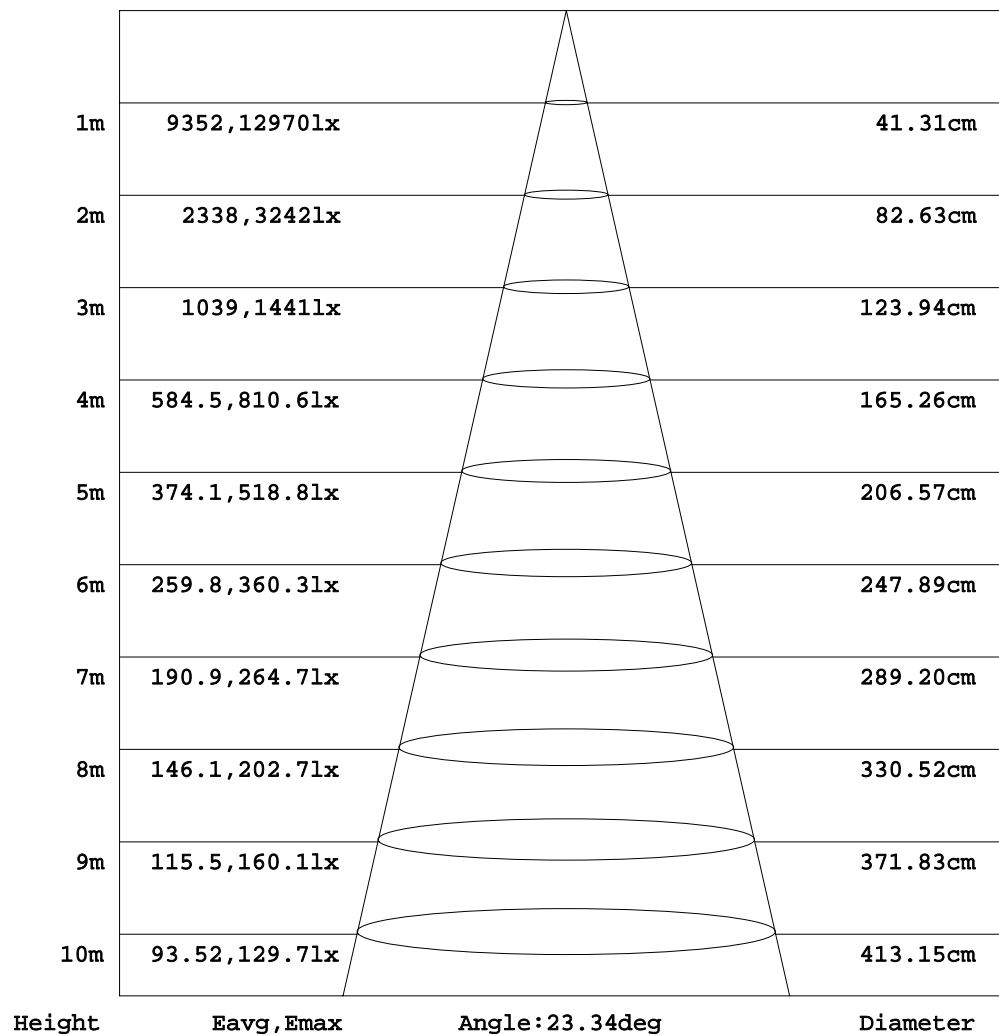 1m 9352,12970lx 41.31cm
2m 2338,3242lx 82.63cm
3m 1039,1441lx 123.94cm
4m 584.5,810.6lx 165.26cm
5m 374.1,518.8lx 206.57cm
6m 259.8,360.3lx 247.89cm
7m 190.9,264.7lx 289.20cm
8m 146.1,202.7lx 330.52cm
9m 115.5,160.1lx 371.83cm
10m 93.52,129.7lx 413.15cm
Height Eavg,Emax Angle:23.34deg Diameter